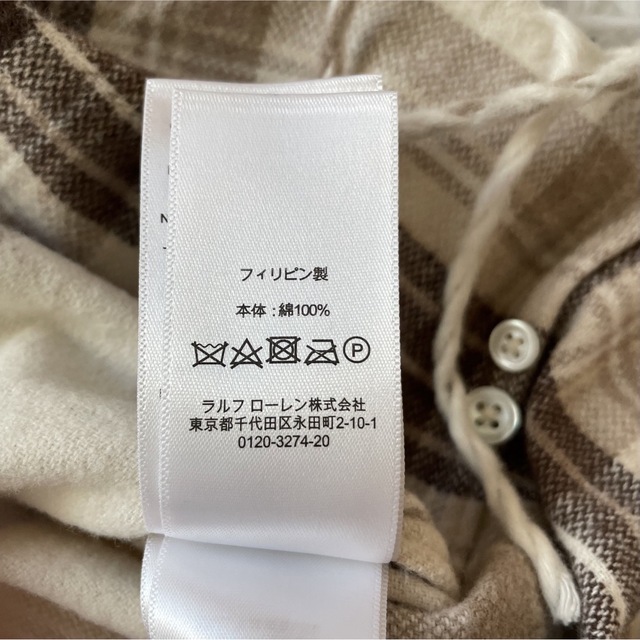 フィリピン製
本体 : 綿100%
P
ラルフ ローレン株式会社
東京都千代田区永田町2-10-1
0120-3274-20
N